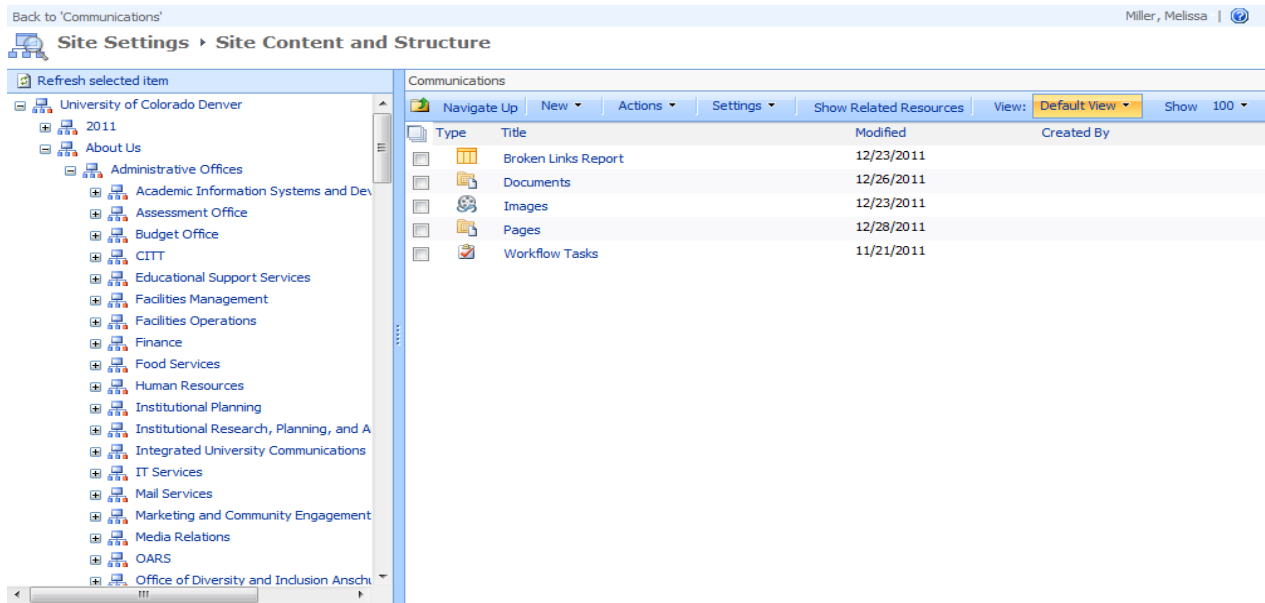 Back to 'Communications'
Miller, Melissa |
Site Settings ▸ Site Content and Structure
Refresh selected item
University of Colorado Denver
2011
About Us
Administrative Offices
Academic Information Systems and Dev
Assessment Office
Budget Office
CITT
Educational Support Services
Facilities Management
Facilities Operations
Finance
Food Services
Human Resources
Institutional Planning
Institutional Research, Planning, and A
Integrated University Communications
IT Services
Mail Services
Marketing and Community Engagement
Media Relations
OARS
Office of Diversity and Inclusion Anschu
Communications
Navigate Up New Actions Settings Show Related Resources View: Default View Show 100
Type Title Modified Created By
Broken Links Report 12/23/2011
Documents 12/26/2011
Images 12/23/2011
Pages 12/28/2011
Workflow Tasks 11/21/2011